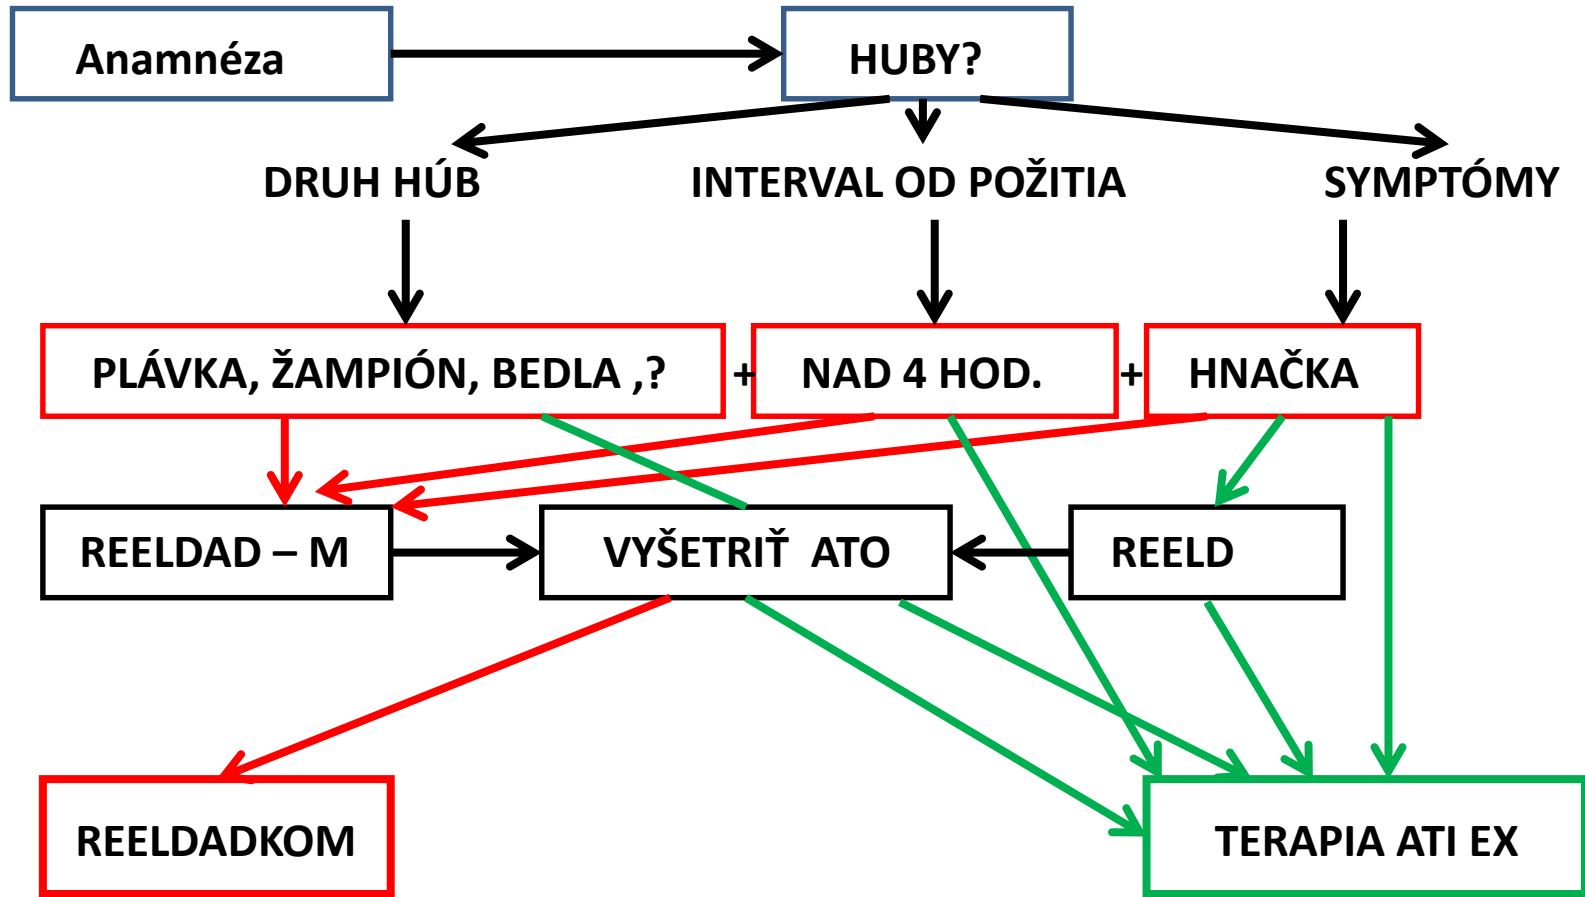 Anamnéza
HUBY?
DRUH HÚB
INTERVAL OD POŽITIA
SYMPTÓMY
PLÁVKA, ŽAMPIÓN, BEDLA ,?
+
NAD 4 HOD.
+
HNAČKA
REELDAD – M
VYŠETRIŤ ATO
REELD
REELDADKOM
TERAPIA ATI EX